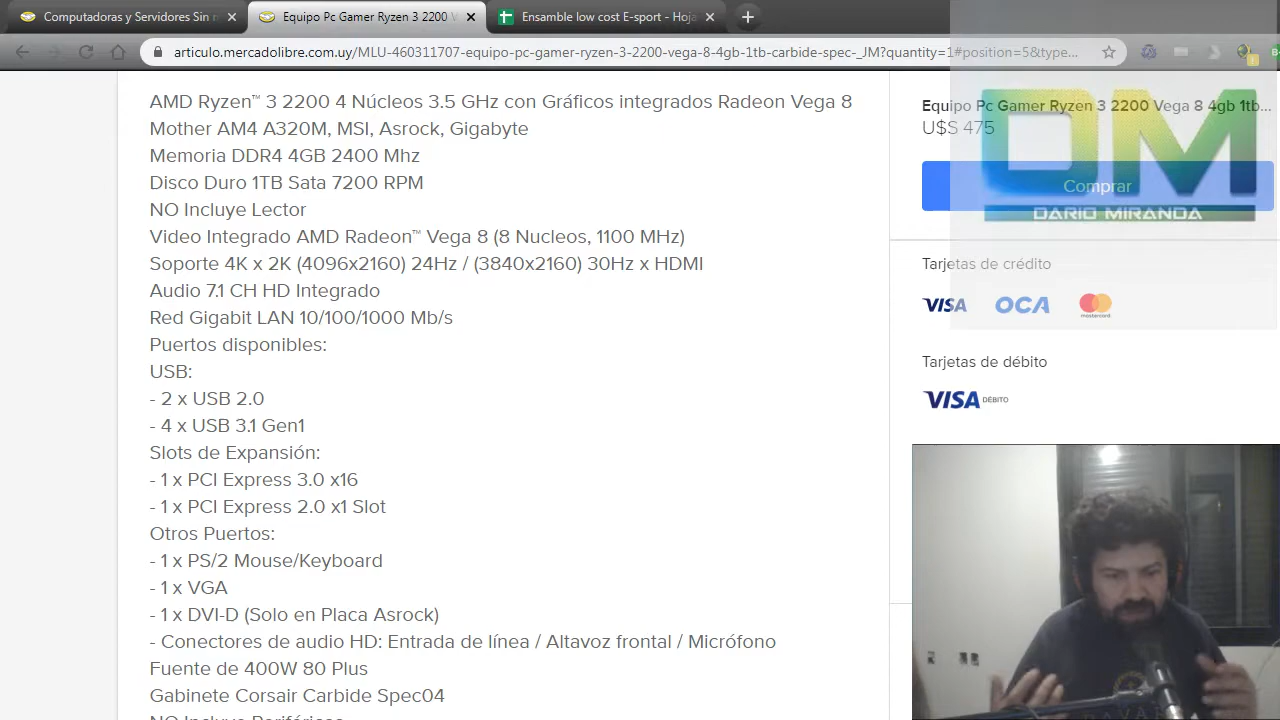 Computadoras y Servidores Sin r
Equipo Pc Gamer Ryzen 3 2200 V
Ensamble low cost E-sport - Hoja
articulo.mercadolibre.com.uy/MLU-460311707-equipo-pc-gamer-ryzen-3-2200-vega-8-4gb-1tb-carbide-spec-_JM?quantity=1#position=5&type...
AMD Ryzen™ 3 2200 4 Núcleos 3.5 GHz con Gráficos integrados Radeon Vega 8
Mother AM4 A320M, MSI, Asrock, Gigabyte
Memoria DDR4 4GB 2400 Mhz
Disco Duro 1TB Sata 7200 RPM
NO Incluye Lector
Video Integrado AMD Radeon™ Vega 8 (8 Nucleos, 1100 MHz)
Soporte 4K x 2K (4096x2160) 24Hz / (3840x2160) 30Hz x HDMI
Audio 7.1 CH HD Integrado
Red Gigabit LAN 10/100/1000 Mb/s
Puertos disponibles:
USB:
- 2 x USB 2.0
- 4 x USB 3.1 Gen1
Slots de Expansión:
- 1 x PCI Express 3.0 x16
- 1 x PCI Express 2.0 x1 Slot
Otros Puertos:
- 1 x PS/2 Mouse/Keyboard
- 1 x VGA
- 1 x DVI-D (Solo en Placa Asrock)
- Conectores de audio HD: Entrada de línea / Altavoz frontal / Micrófono
Fuente de 400W 80 Plus
Gabinete Corsair Carbide Spec04
NO Incluye Periféricos
Equipo Pc Gamer Ryzen 3 2200 Vega 8 4gb 1tb...
U$S 475
Comprar
DM
DARIO MIRANDA
Tarjetas de crédito
VISA OCA mastercard
Tarjetas de débito
VISA DÉBITO